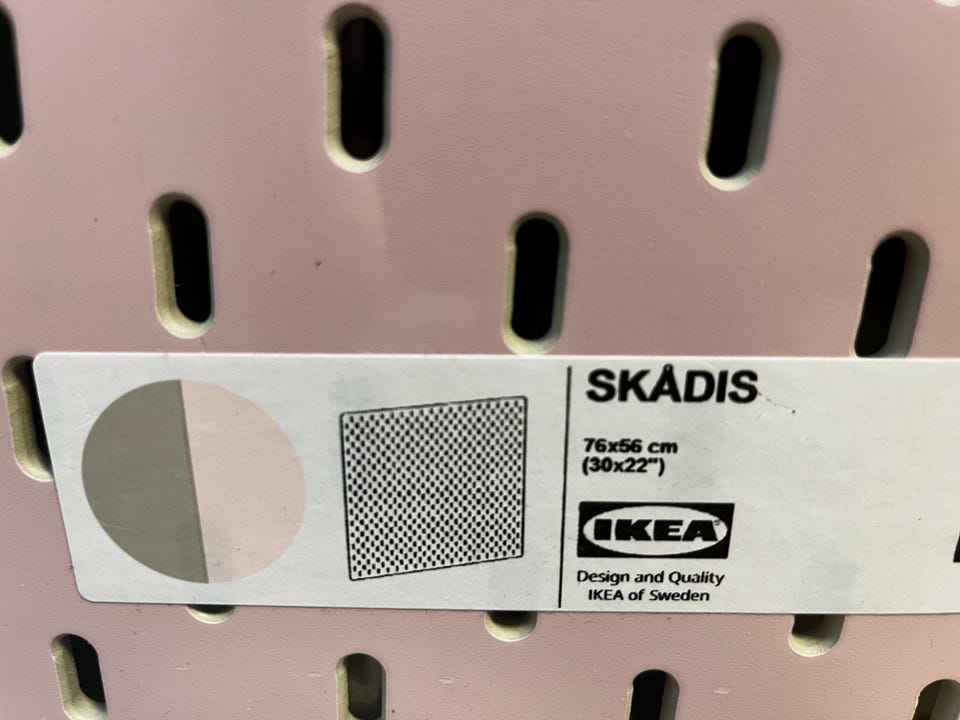 SKÅDIS
76x56 cm
(30x22")
IKEA®
Design and Quality
IKEA of Sweden